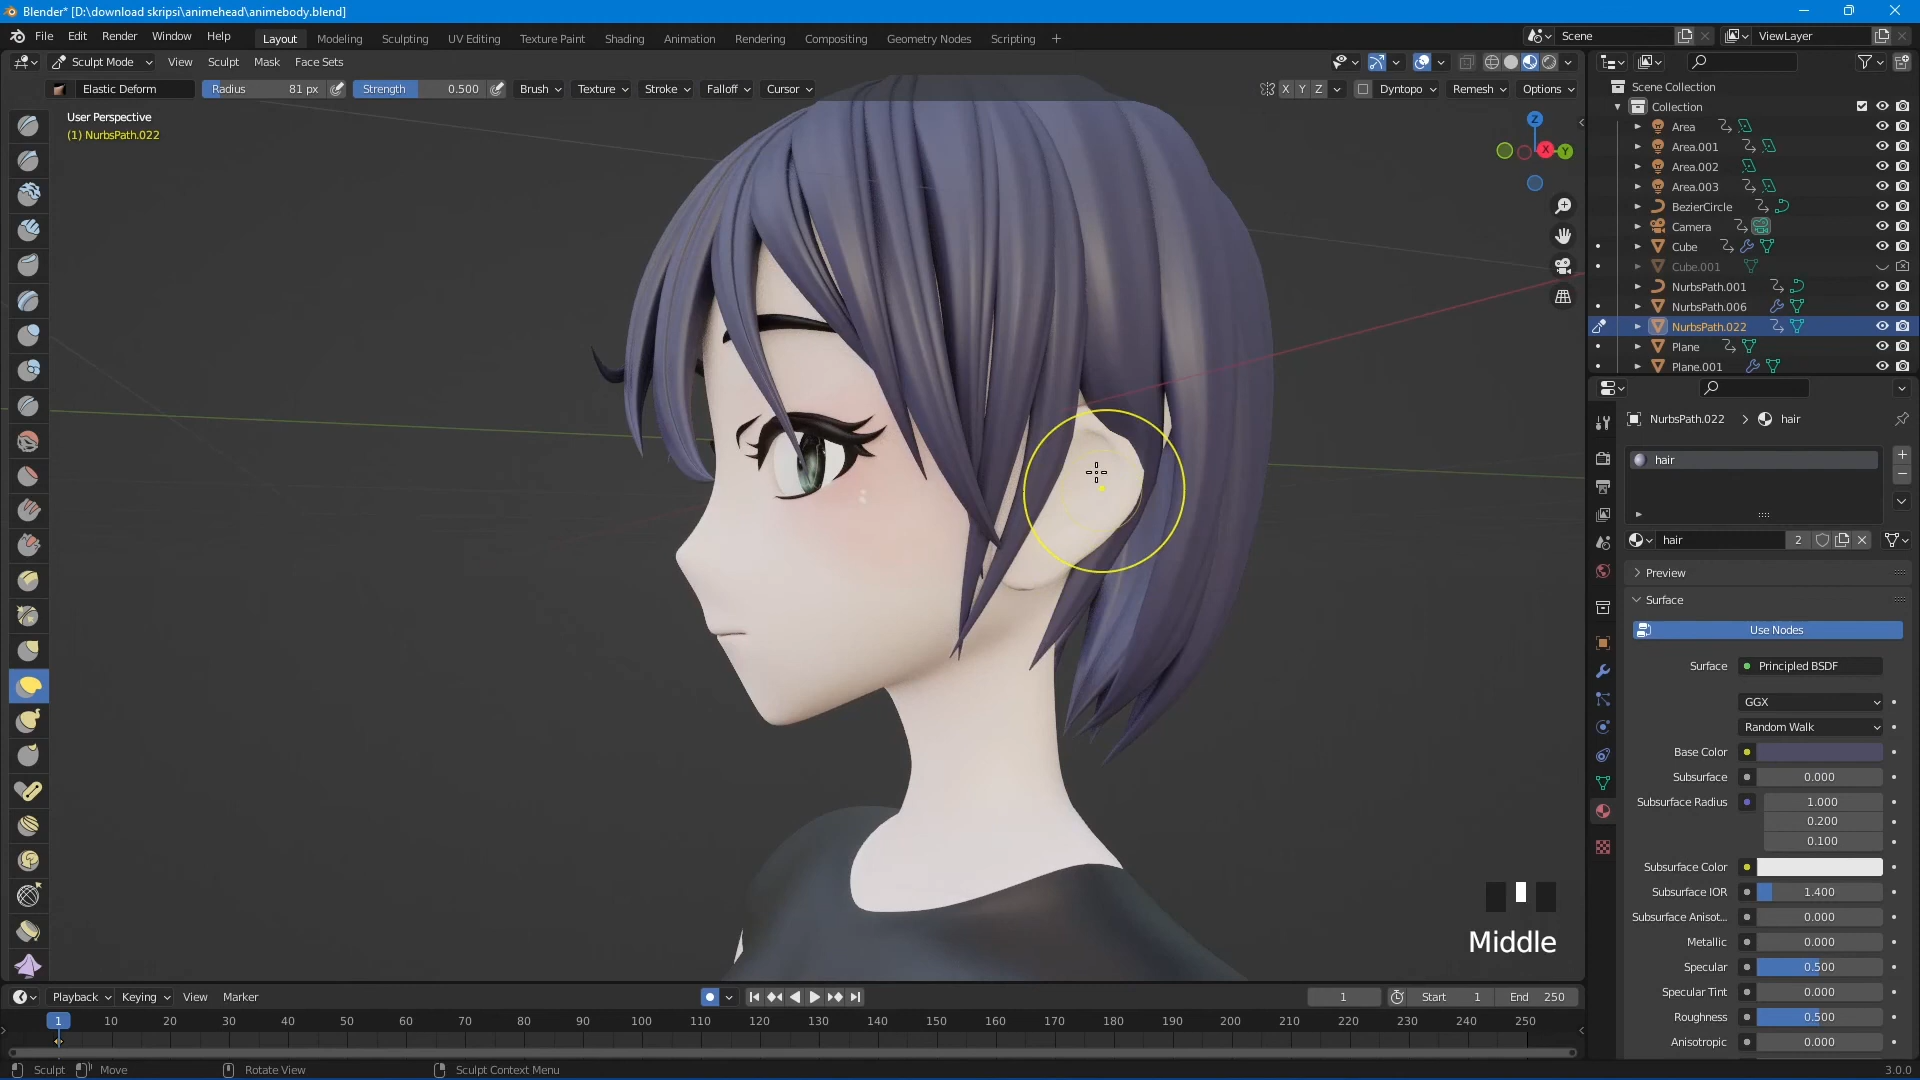 Blender* [D:\download skripsi\animehead\animebody.blend]
File Edit Render Window Help Layout Modeling Sculpting UV Editing Texture Paint Shading Animation Rendering Compositing Geometry Nodes Scripting + Scene ViewLayer
Sculpt Mode View Sculpt Mask Face Sets
Elastic Deform Radius 81 px Strength 0.500 Brush Texture Stroke Falloff Cursor X Y Z Dyntopo Remesh Options
User Perspective
(1) NurbsPath.022
Z
X
Y
Middle
Scene Collection
Collection
Area
Area.001
Area.002
Area.003
BezierCircle
Camera
Cube
Cube.001
NurbsPath.001
NurbsPath.006
NurbsPath.022
Plane
Plane.001
NurbsPath.022 > hair
hair
hair 2
Preview
Surface
Use Nodes
Surface Principled BSDF
GGX
Random Walk
Base Color
Subsurface 0.000
Subsurface Radius 1.000
0.200
0.100
Subsurface Color
Subsurface IOR 1.400
Subsurface Anisot... 0.000
Metallic 0.000
Specular 0.500
Specular Tint 0.000
Roughness 0.500
Anisotropic 0.000
Playback Keying View Marker 1 Start 1 End 250
1 10 20 30 40 50 60 70 80 90 100 110 120 130 140 150 160 170 180 190 200 210 220 230 240 250
Sculpt Move Rotate View Sculpt Context Menu 3.0.0